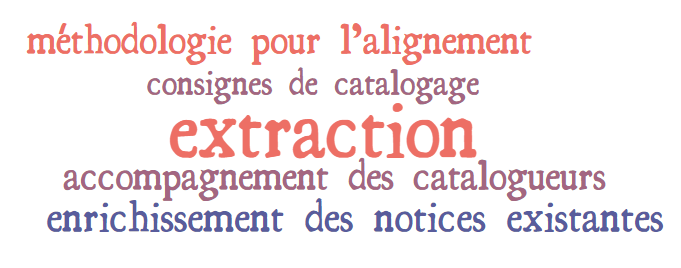 méthodologie pour l'alignement
consignes de catalogage
extraction
accompagnement des catalogueurs
enrichissement des notices existantes